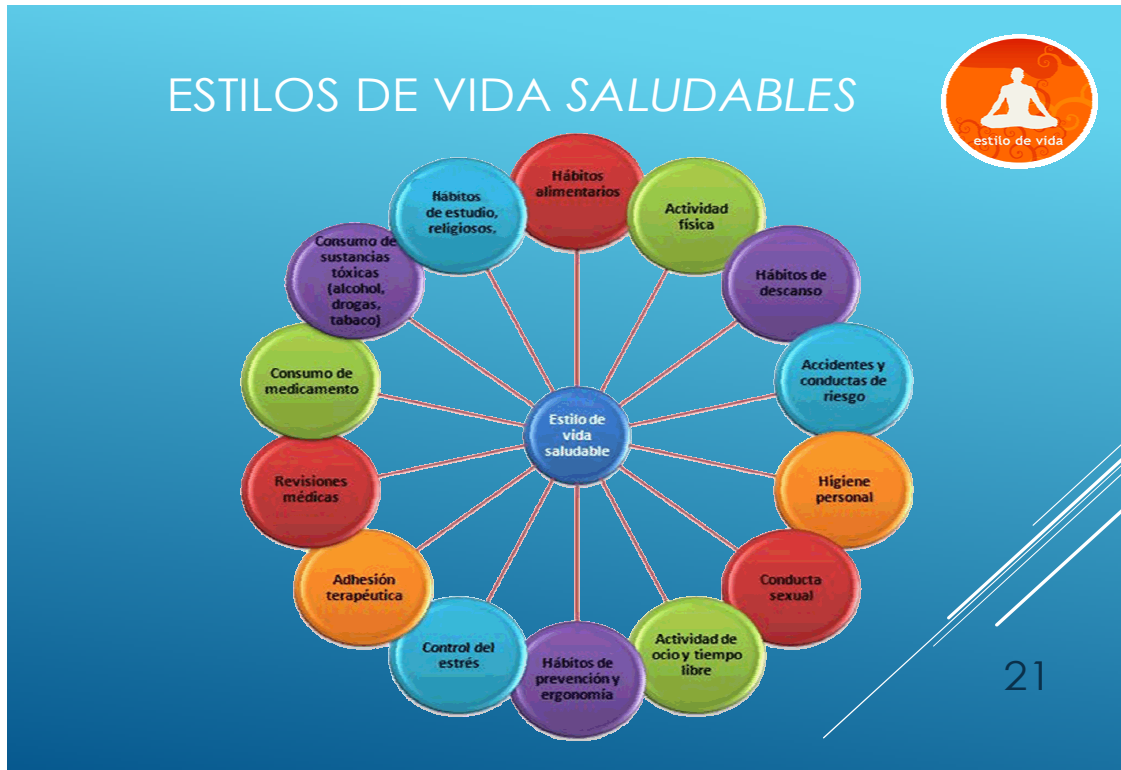 ESTILOS DE VIDA SALUDABLES
estilo de vida
Hábitos
alimentarios
Actividad
física
Hábitos de
descanso
Accidentes y
conductas de
riesgo
Higiene
personal
Conducta
sexual
Actividad de
ocio y tiempo
libre
Hábitos de
prevención y
ergonomía
Control del
estrés
Adhesión
terapéutica
Revisiones
médicas
Consumo de
medicamento
Consumo de
sustancias
tóxicas
(alcohol,
drogas,
tabaco)
Hábitos
de estudio,
religiosos.
Estilo de
vida
saludable
21